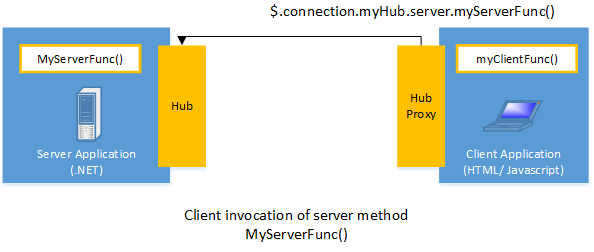 $.connection.myHub.server.myServerFunc()
MyServerFunc()
myClientFunc()
Hub
Hub
Proxy
Server Application
(.NET)
Client Application
(HTML/ Javascript)
Client invocation of server method
MyServerFunc()